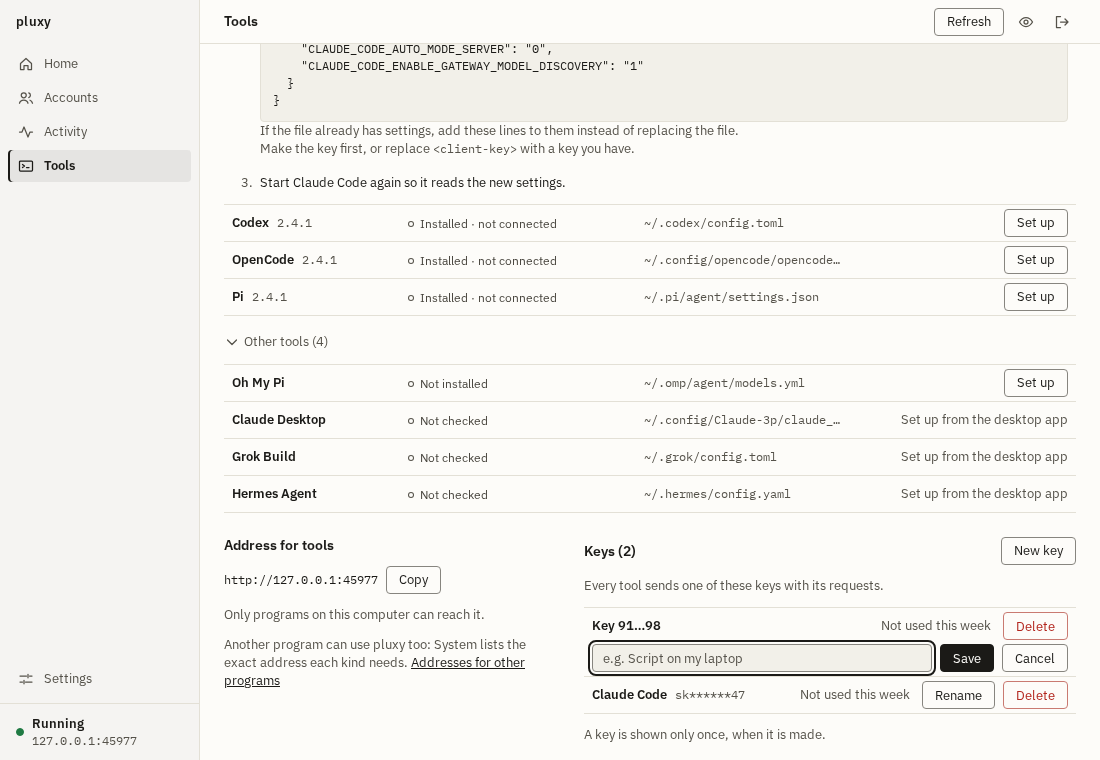 pluxy
Home
Accounts
Activity
Tools
Settings
Running
127.0.0.1:45977
Tools
Refresh
"CLAUDE_CODE_AUTO_MODE_SERVER": "0",
"CLAUDE_CODE_ENABLE_GATEWAY_MODEL_DISCOVERY": "1"
}
}
If the file already has settings, add these lines to them instead of replacing the file.
Make the key first, or replace <client-key> with a key you have.
3. Start Claude Code again so it reads the new settings.
Codex 2.4.1 Installed · not connected ~/.codex/config.toml Set up
OpenCode 2.4.1 Installed · not connected ~/.config/opencode/opencode… Set up
Pi 2.4.1 Installed · not connected ~/.pi/agent/settings.json Set up
Other tools (4)
Oh My Pi Not installed ~/.omp/agent/models.yml Set up
Claude Desktop Not checked ~/.config/Claude-3p/claude_… Set up from the desktop app
Grok Build Not checked ~/.grok/config.toml Set up from the desktop app
Hermes Agent Not checked ~/.hermes/config.yaml Set up from the desktop app
Address for tools
http://127.0.0.1:45977 Copy
Only programs on this computer can reach it.
Another program can use pluxy too: System lists the
exact address each kind needs. Addresses for other
programs
Keys (2) New key
Every tool sends one of these keys with its requests.
Key 91…98 Not used this week Delete
e.g. Script on my laptop Save Cancel
Claude Code sk******47 Not used this week Rename Delete
A key is shown only once, when it is made.